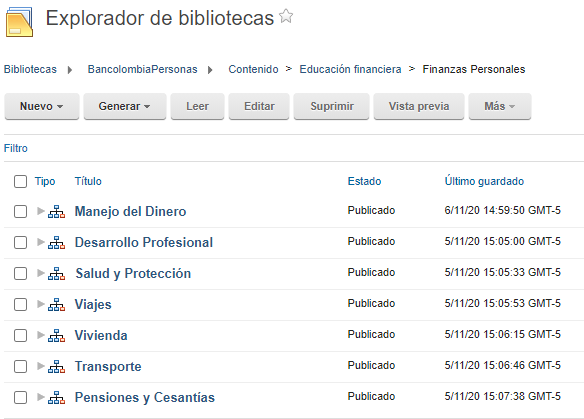 Explorador de bibliotecas
Bibliotecas BancolombiaPersonas Contenido > Educación financiera > Finanzas Personales
Nuevo Generar Leer Editar Suprimir Vista previa Más
Filtro
Tipo Título Estado Último guardado
Manejo del Dinero Publicado 6/11/20 14:59:50 GMT-5
Desarrollo Profesional Publicado 5/11/20 15:05:00 GMT-5
Salud y Protección Publicado 5/11/20 15:05:33 GMT-5
Viajes Publicado 5/11/20 15:05:53 GMT-5
Vivienda Publicado 5/11/20 15:06:15 GMT-5
Transporte Publicado 5/11/20 15:06:46 GMT-5
Pensiones y Cesantías Publicado 5/11/20 15:07:38 GMT-5